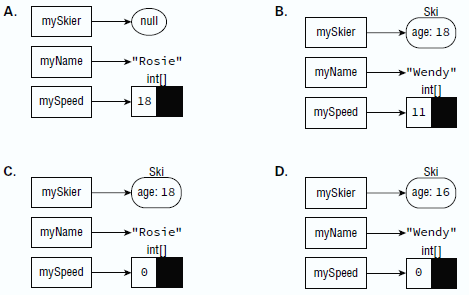 A.
mySkier null
myName "Rosie"
int[]
mySpeed 18
B.
Ski
mySkier age: 18
myName "Wendy"
int[]
mySpeed 11
C.
Ski
mySkier age: 18
myName "Rosie"
int[]
mySpeed 0
D.
Ski
mySkier age: 16
myName "Wendy"
int[]
mySpeed 0